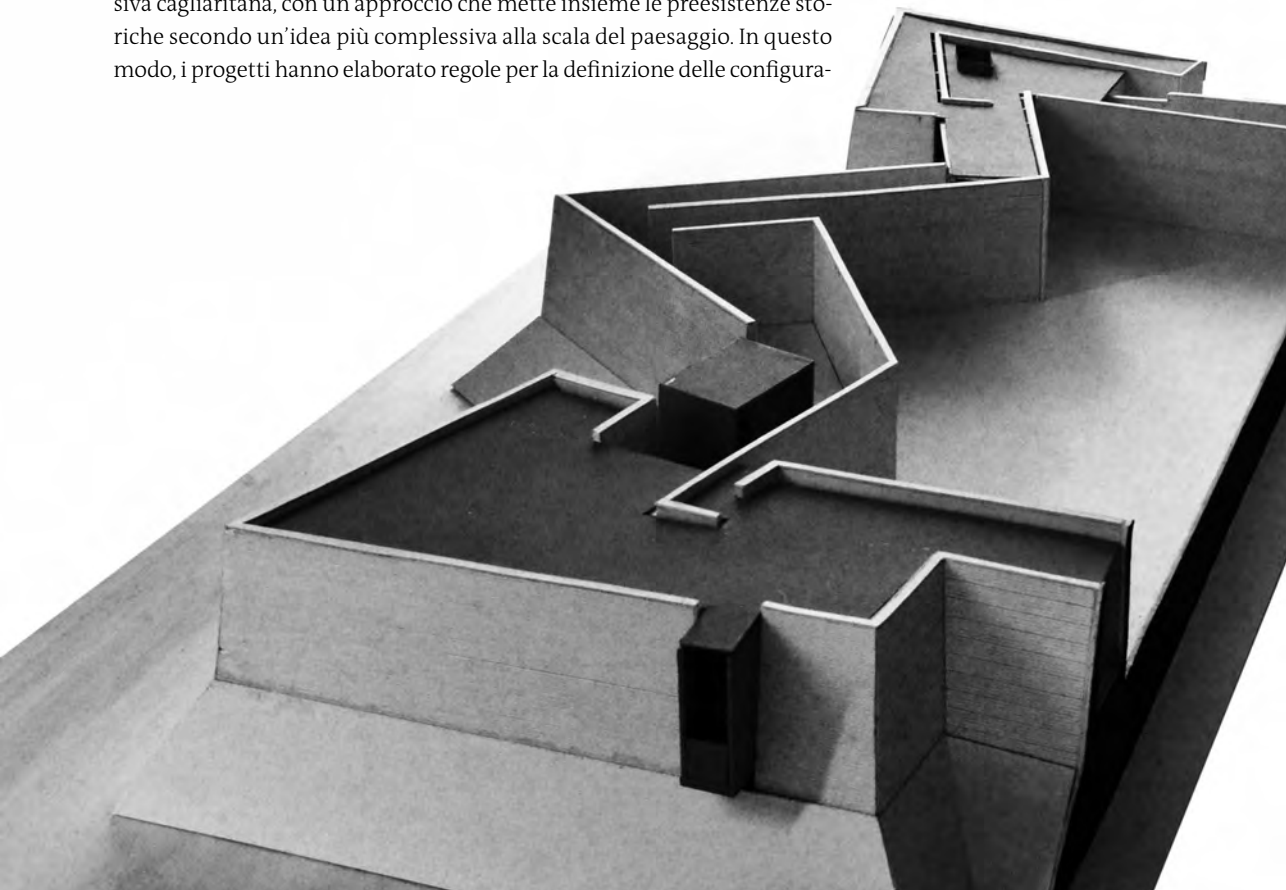 siva cagliaritana, con un’approccio che mette insieme le preesistenze sto-
riche secondo un’idea più complessiva alla scala del paesaggio. In questo
modo, i progetti hanno elaborato regole per la definizione delle configura-